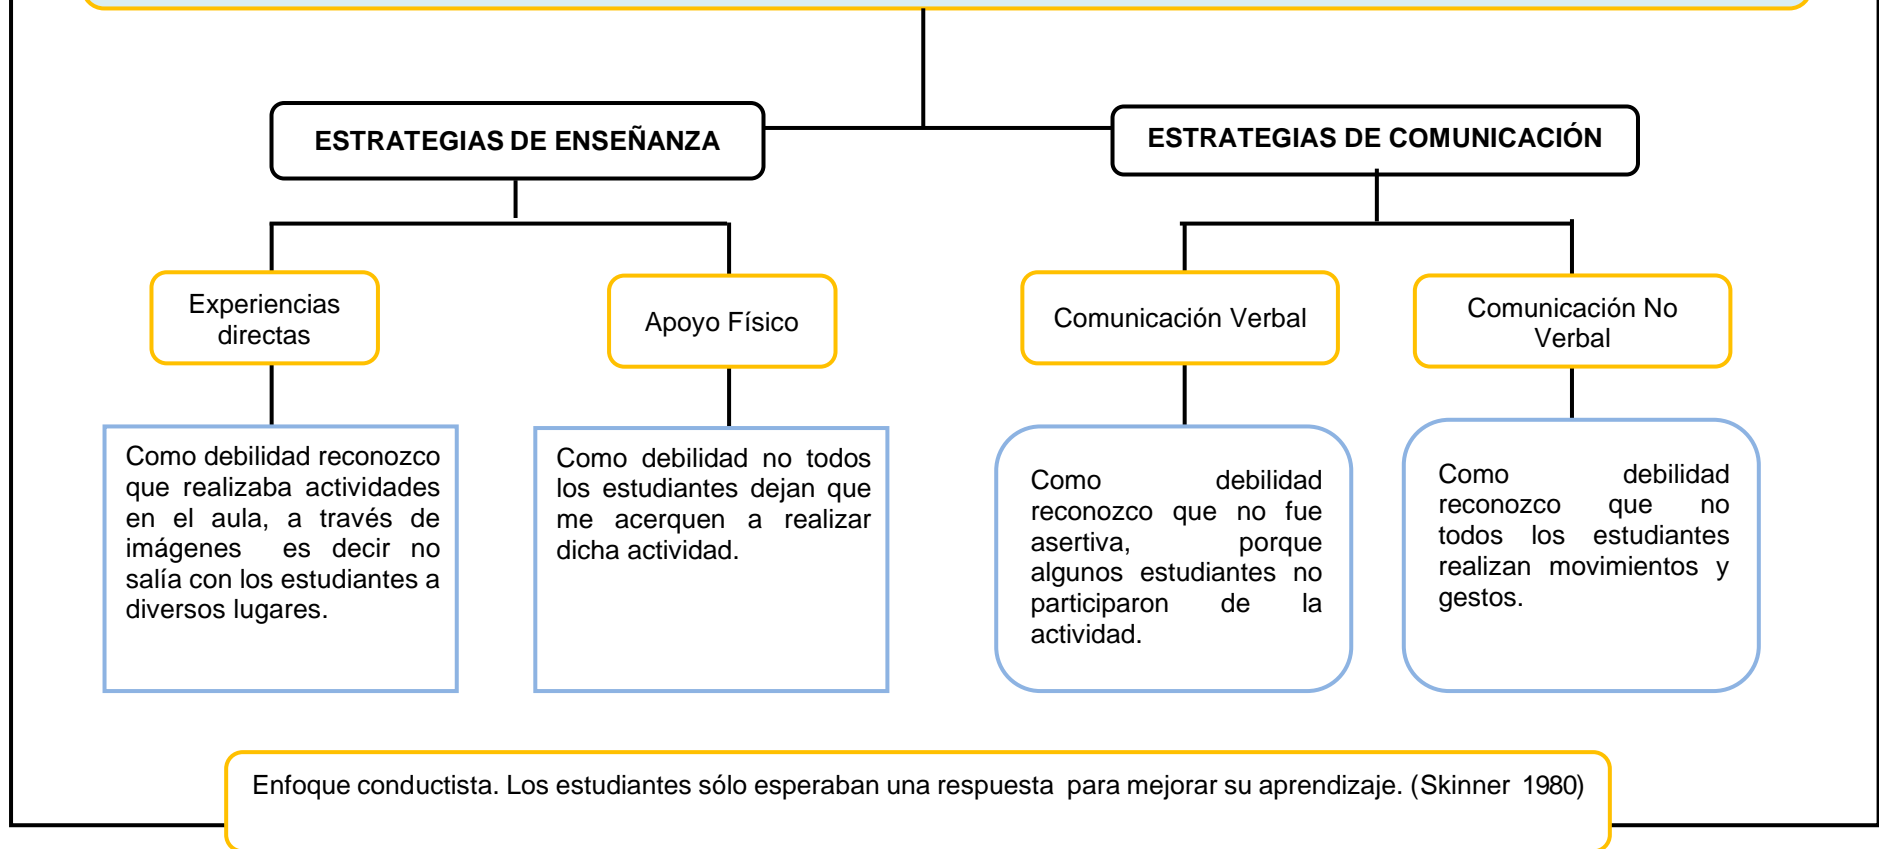 ESTRATEGIAS DE ENSEÑANZA
ESTRATEGIAS DE COMUNICACIÓN
Experiencias
directas
Apoyo Físico
Comunicación Verbal
Comunicación No
Verbal
Como debilidad reconozco
que realizaba actividades
en el aula, a través de
imágenes es decir no
salía con los estudiantes a
diversos lugares.
Como debilidad no todos
los estudiantes dejan que
me acerquen a realizar
dicha actividad.
Como debilidad
reconozco que no fue
asertiva, porque
algunos estudiantes no
participaron de la
actividad.
Como debilidad
reconozco que no
todos los estudiantes
realizan movimientos y
gestos.
Enfoque conductista. Los estudiantes sólo esperaban una respuesta para mejorar su aprendizaje. (Skinner 1980)